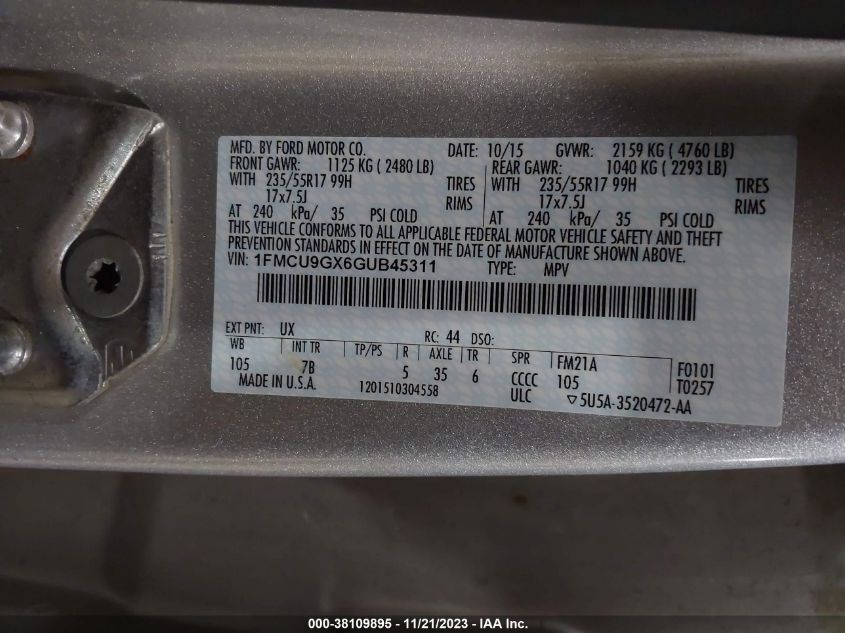 MFD. BY FORD MOTOR CO. DATE: 10/15 GVWR: 2159 KG ( 4760 LB)
FRONT GAWR: 1125 KG ( 2480 LB) REAR GAWR: 1040 KG ( 2293 LB)
WITH 235/55R17 99H TIRES WITH 235/55R17 99H TIRES
17x7.5J RIMS 17x7.5J RIMS
AT 240 kPa/ 35 PSI COLD AT 240 kPa/ 35 PSI COLD
THIS VEHICLE CONFORMS TO ALL APPLICABLE FEDERAL MOTOR VEHICLE SAFETY AND THEFT
PREVENTION STANDARDS IN EFFECT ON THE DATE OF MANUFACTURE SHOWN ABOVE.
VIN: 1FMCU9GX6GUB45311 TYPE: MPV
EXT PNT: UX RC: 44 DSO:
WB INT TR TP/PS R AXLE TR SPR FM21A F0101
105 7B 5 35 6 CCCC 105 T0257
MADE IN U.S.A. 1201510304558 ULC ▽5U5A-3520472-AA
000-38109895 - 11/21/2023 - IAA Inc.